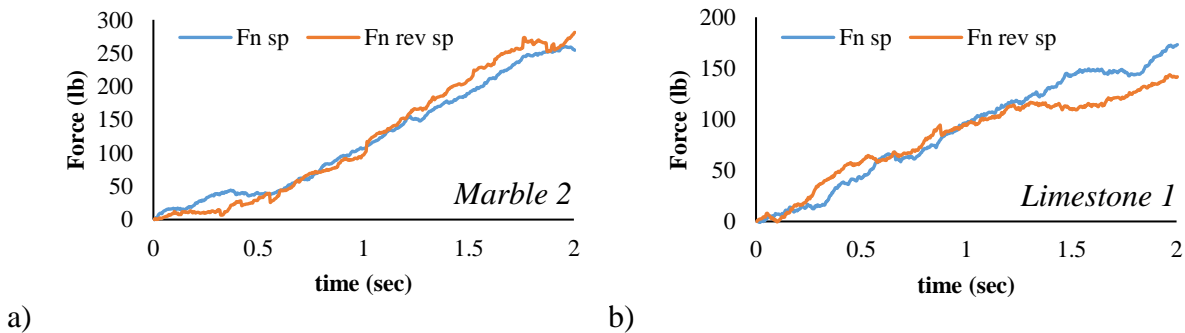 Fn sp Fn rev sp
Force (lb)
300
250
200
150
100
50
0
Marble 2
0 0.5 1 1.5 2
time (sec)
a)
Fn sp Fn rev sp
Force (lb)
200
150
100
50
0
Limestone 1
0 0.5 1 1.5 2
time (sec)
b)